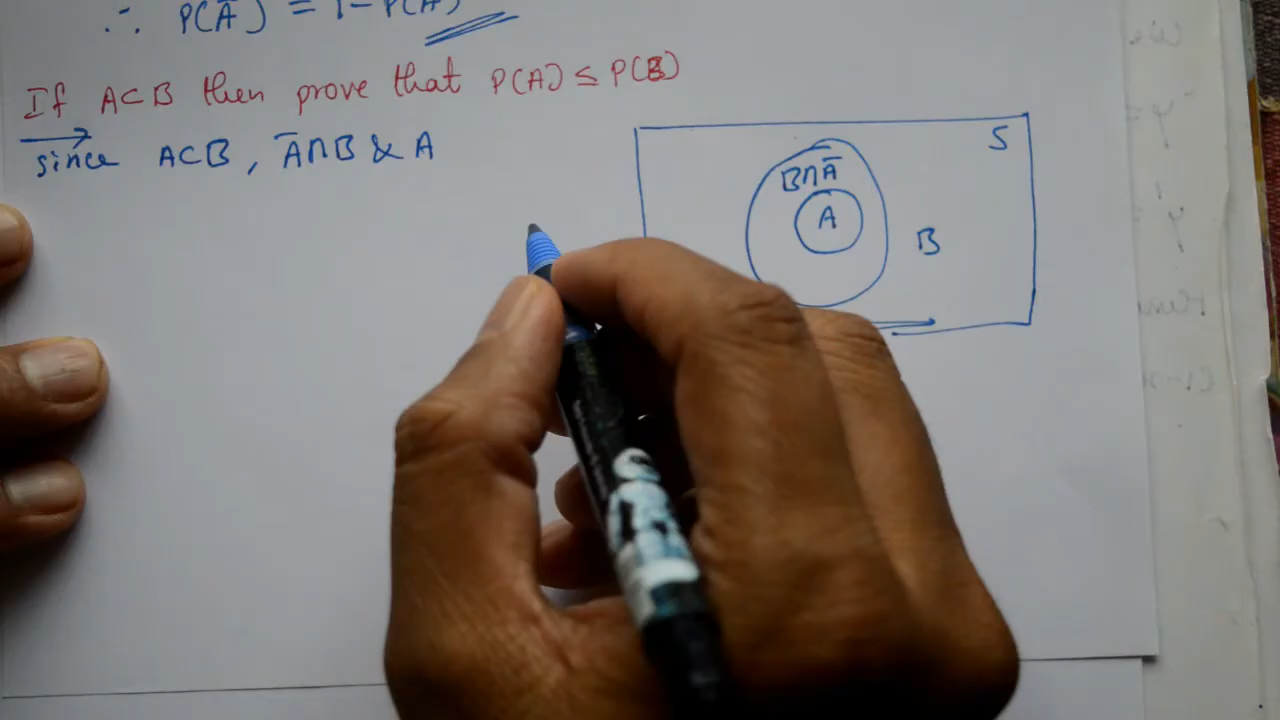 ∴ P(Ā) = 1 - P(A)
If A⊂B then prove that P(A) ≤ P(B)
since A⊂B, Ā∩B & A
S
B∩Ā
A
B